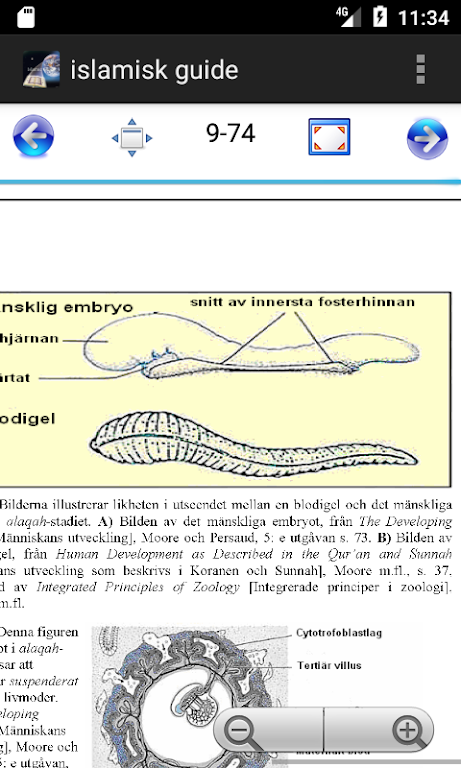 4G
11:34
islamisk guide
9-74
nsklig embryo
snitt av innersta fosterhinnan
hjärnan
rtat
odigel
Bilderna illustrerar likheten i utseendet mellan en blodigel och det mänskliga
alaqah-stadiet. A) Bilden av det mänskliga embryot, från The Developing
Människans utveckling], Moore och Persaud, 5: e utgåvan s. 73. B) Bilden av
gel, från Human Development as Described in the Qur'an and Sunnah
ans utveckling som beskrivs i Koranen och Sunnah], Moore m.fl., s. 37,
d av Integrated Principles of Zoology [Integrerade principer i zoologi],
m.fl.
Denna figuren
ot i alaqah-
sar att
r suspenderat
livmoder.
eloping
Människans
g], Moore och
5: e utgåvan,
Cytotrofoblastlag
Tertiär villus